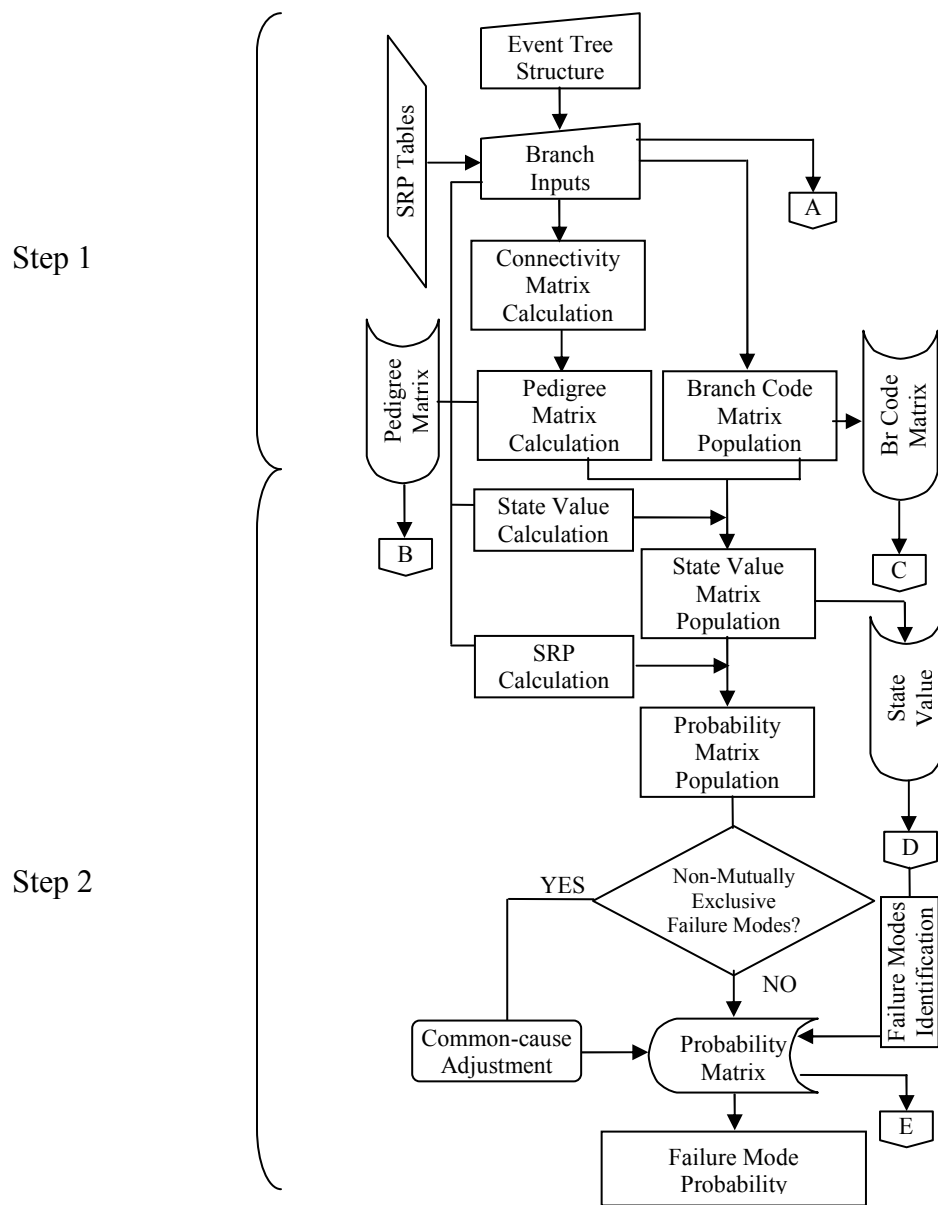 Event Tree
Structure
SRP Tables
Branch
Inputs
A
Step 1
Connectivity
Matrix
Calculation
Pedigree
Matrix
Pedigree
Matrix
Calculation
Branch Code
Matrix
Population
Br Code
Matrix
State Value
Calculation
B
C
State Value
Matrix
Population
SRP
Calculation
State
Value
Probability
Matrix
Population
D
Step 2
YES
Non-Mutually
Exclusive
Failure Modes?
Failure Modes
Identification
NO
Common-cause
Adjustment
Probability
Matrix
E
Failure Mode
Probability